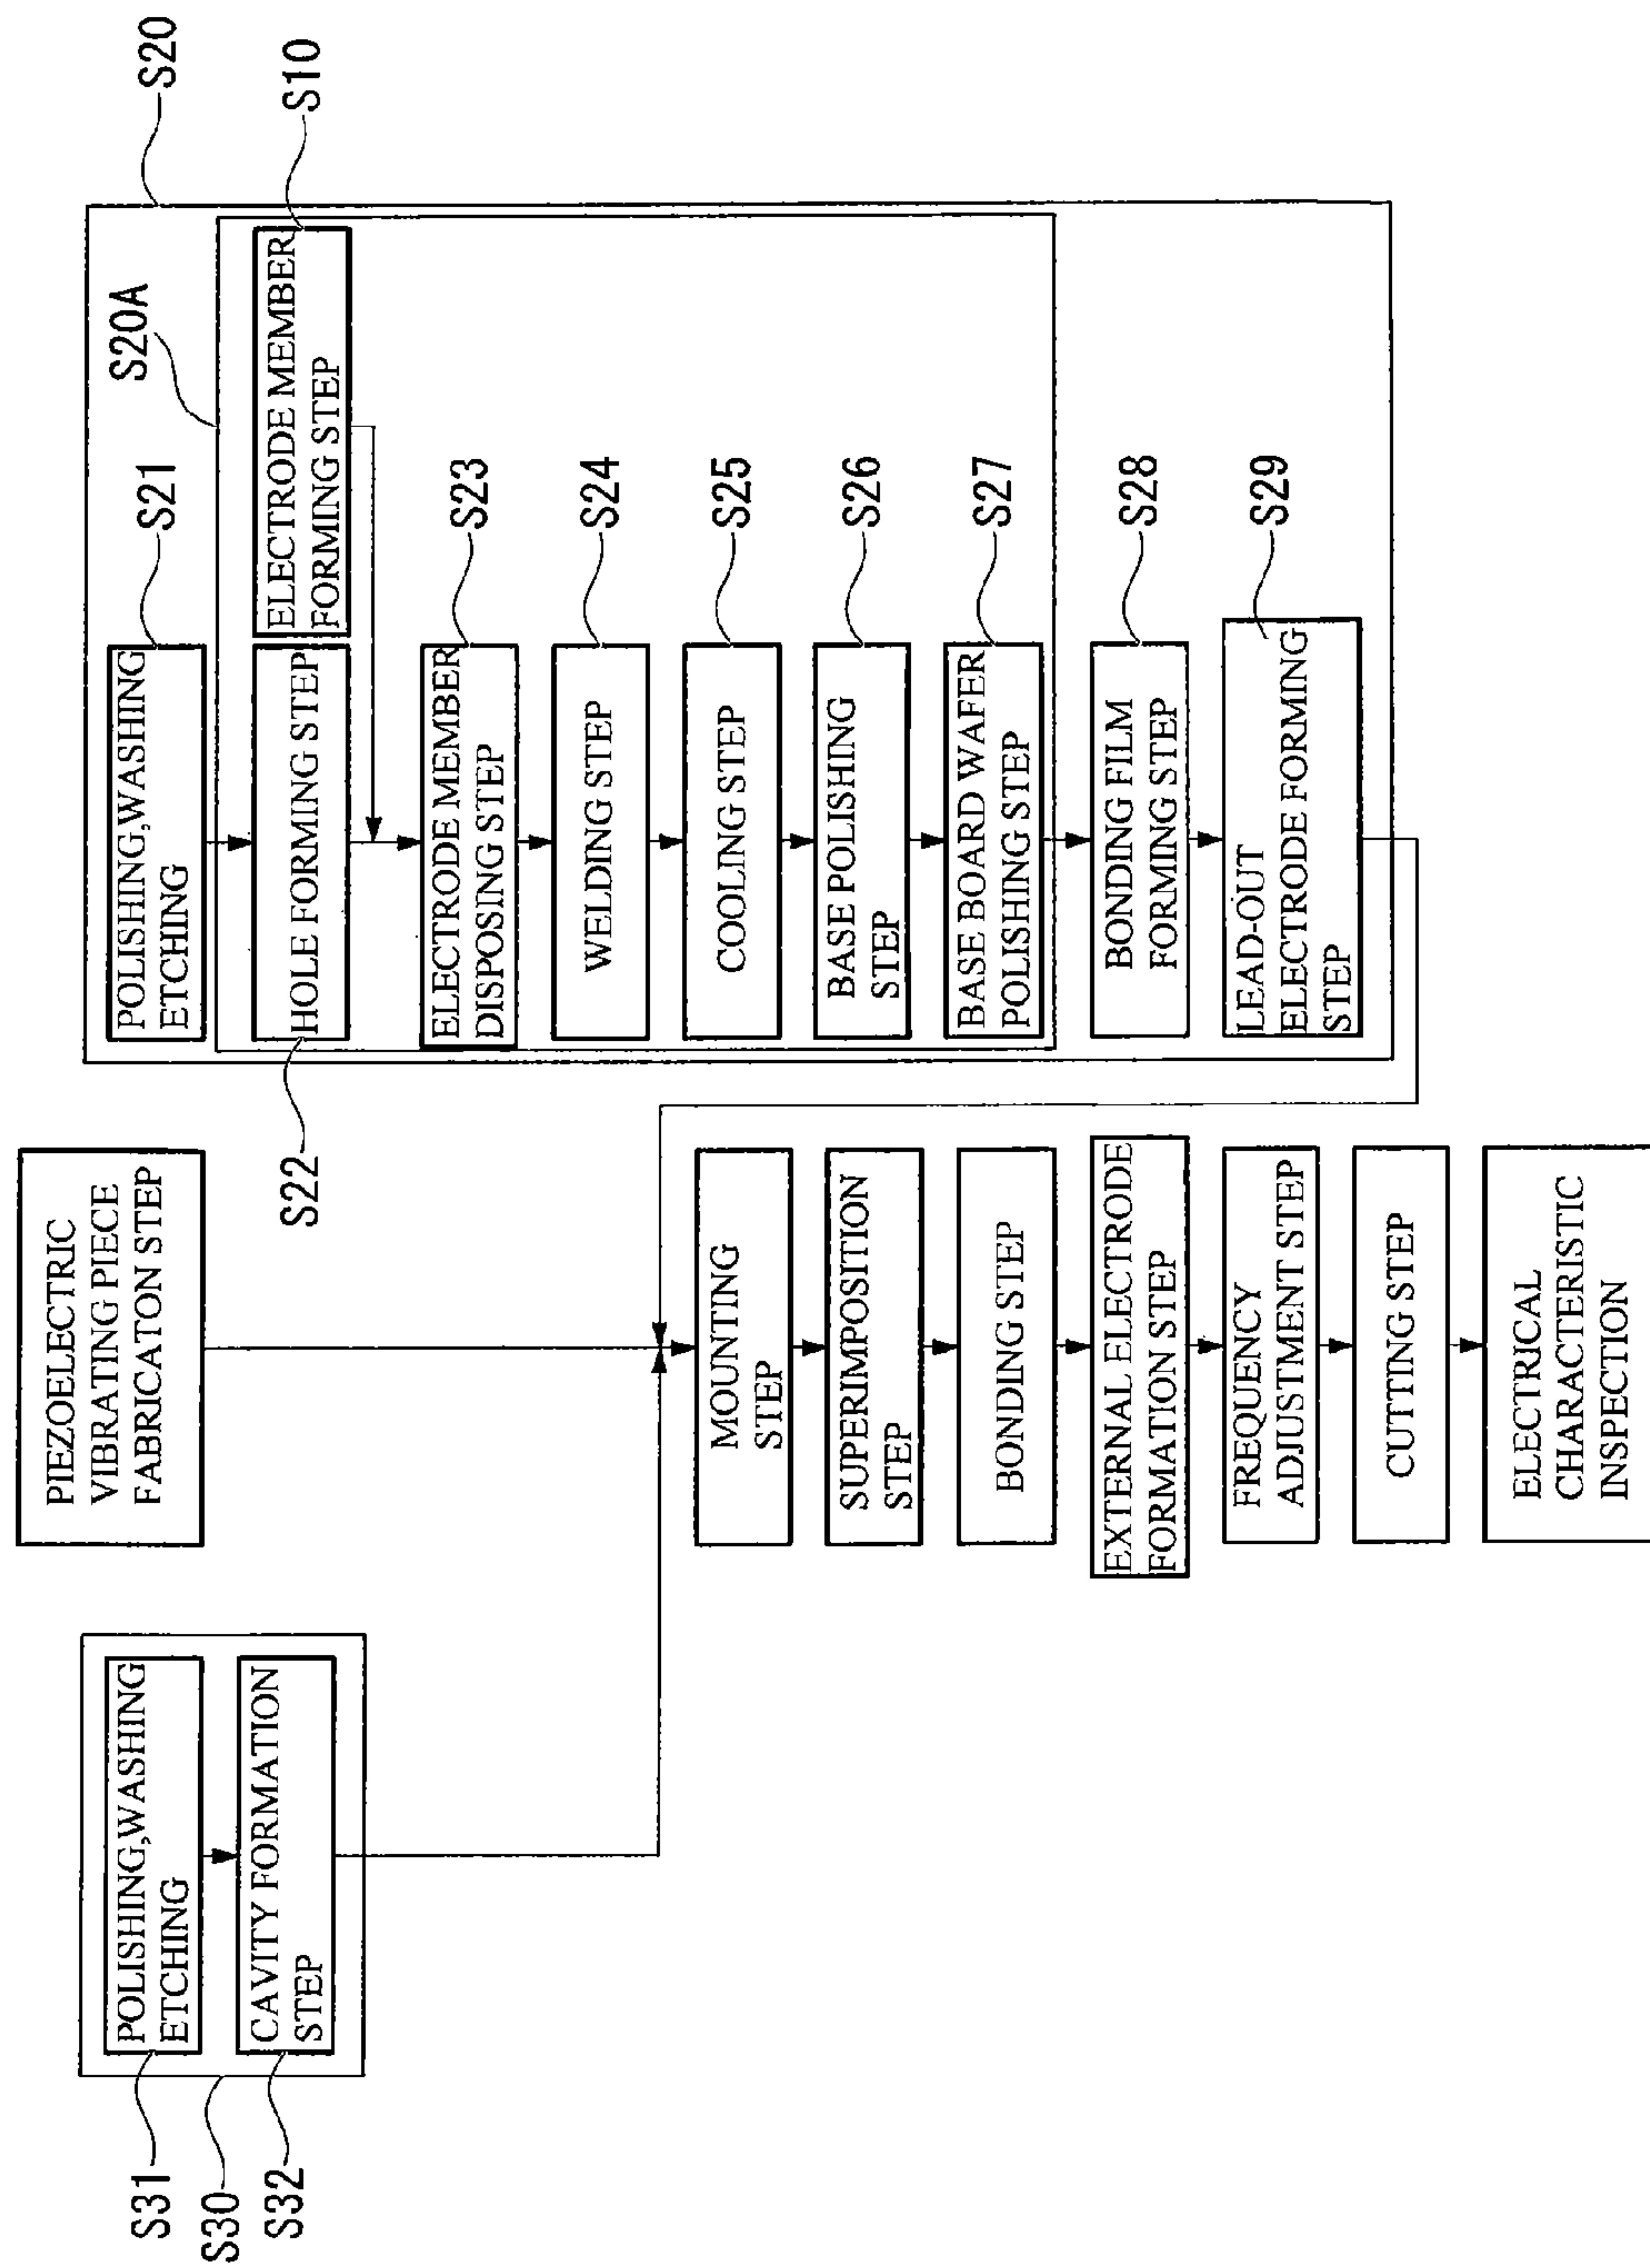 S31
POLISHING,WASHING
ETCHING
S30
S32
CAVITY FORMATION
STEP
PIEZOELECTRIC
VIBRATING PIECE
FABRICATON STEP
S20
S20A
POLISHING,WASHING
ETCHING
S21
S22
HOLE FORMING STEP
ELECTRODE MEMBER
FORMING STEP
S10
ELECTRODE MEMBER
DISPOSING STEP
S23
WELDING STEP
S24
COOLING STEP
S25
BASE POLISHING
STEP
S26
BASE BOARD WAFER
POLISHING STEP
S27
BONDING FILM
FORMING STEP
S28
LEAD-OUT
ELECTRODE FORMING
STEP
S29
MOUNTING
STEP
SUPERIMPOSITION
STEP
BONDING STEP
EXTERNAL ELECTRODE
FORMATION STEP
FREQUENCY
ADJUSTMENT STEP
CUTTING STEP
ELECTRICAL
CHARACTERISTIC
INSPECTION